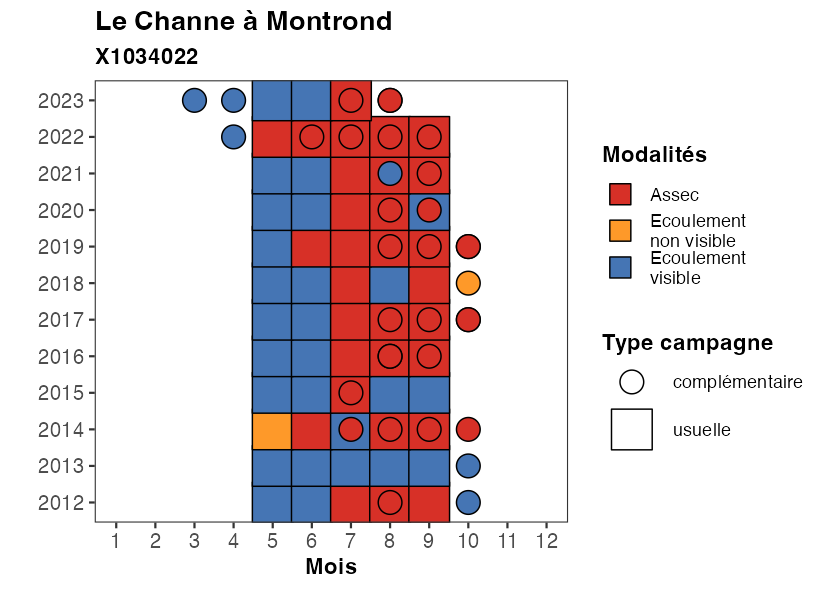 Le Channe à Montrond
X1034022
2023
2022
2021
2020
2019
2018
2017
2016
2015
2014
2013
2012
1 2 3 4 5 6 7 8 9 10 11 12
Mois
Modalités
Assec
Ecoulement
non visible
Ecoulement
visible
Type campagne
complémentaire
usuelle